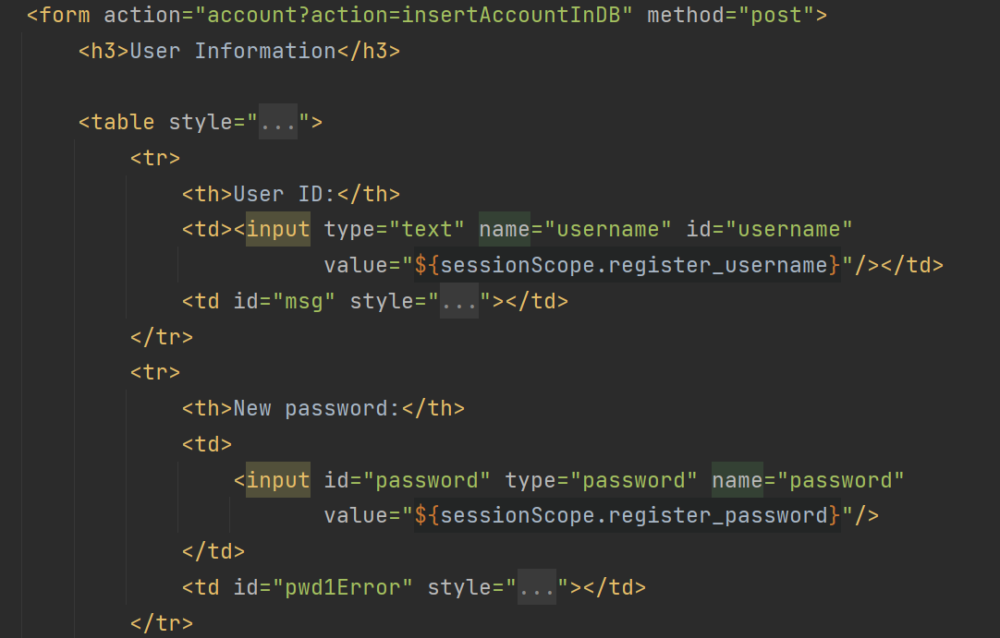 <form action="account?action=insertAccountInDB" method="post">
<h3>User Information</h3>
<table style="...">
<tr>
<th>User ID:</th>
<td><input type="text" name="username" id="username"
value="${sessionScope.register_username}"/></td>
<td id="msg" style="..."></td>
</tr>
<tr>
<th>New password:</th>
<td>
<input id="password" type="password" name="password"
value="${sessionScope.register_password}"/>
</td>
<td id="pwd1Error" style="..."></td>
</tr>